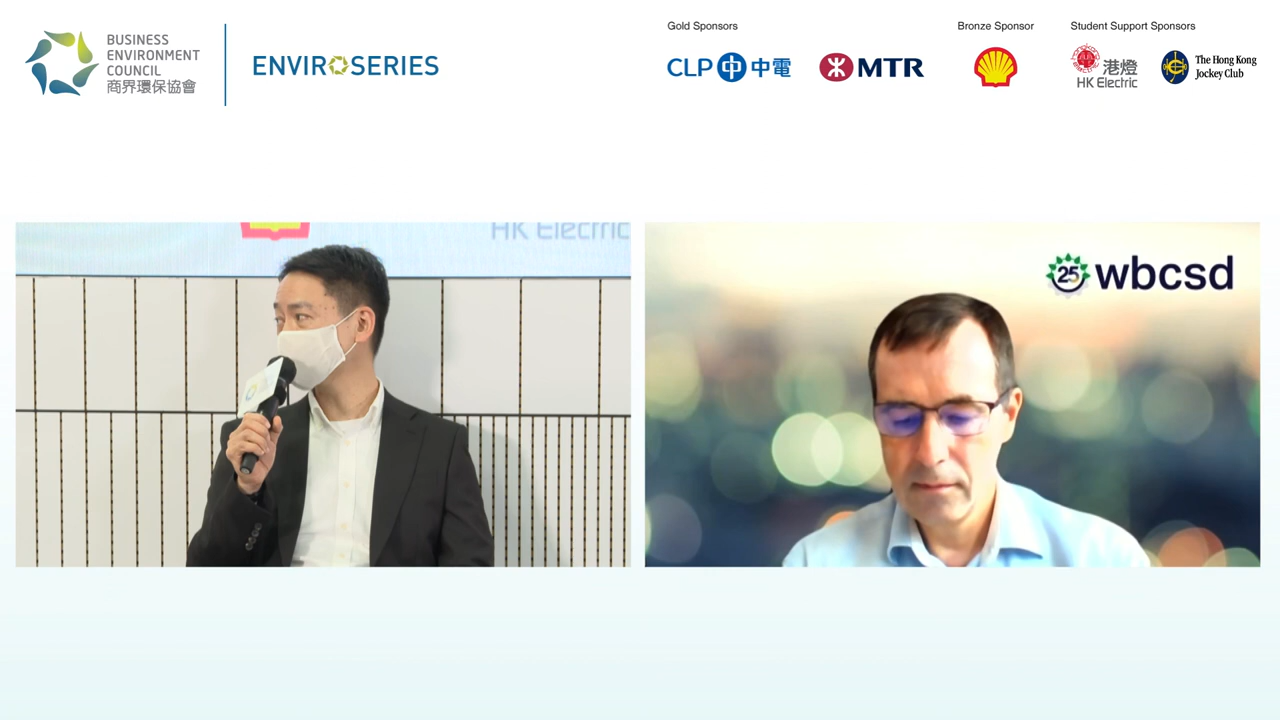 BUSINESS
ENVIRONMENT
COUNCIL
商界環保協會
ENVIROSERIES
Gold Sponsors
CLP 中電
MTR
Bronze Sponsor
Student Support Sponsors
港燈
HK Electric
The Hong Kong
Jockey Club
HK Electric
25 wbcsd